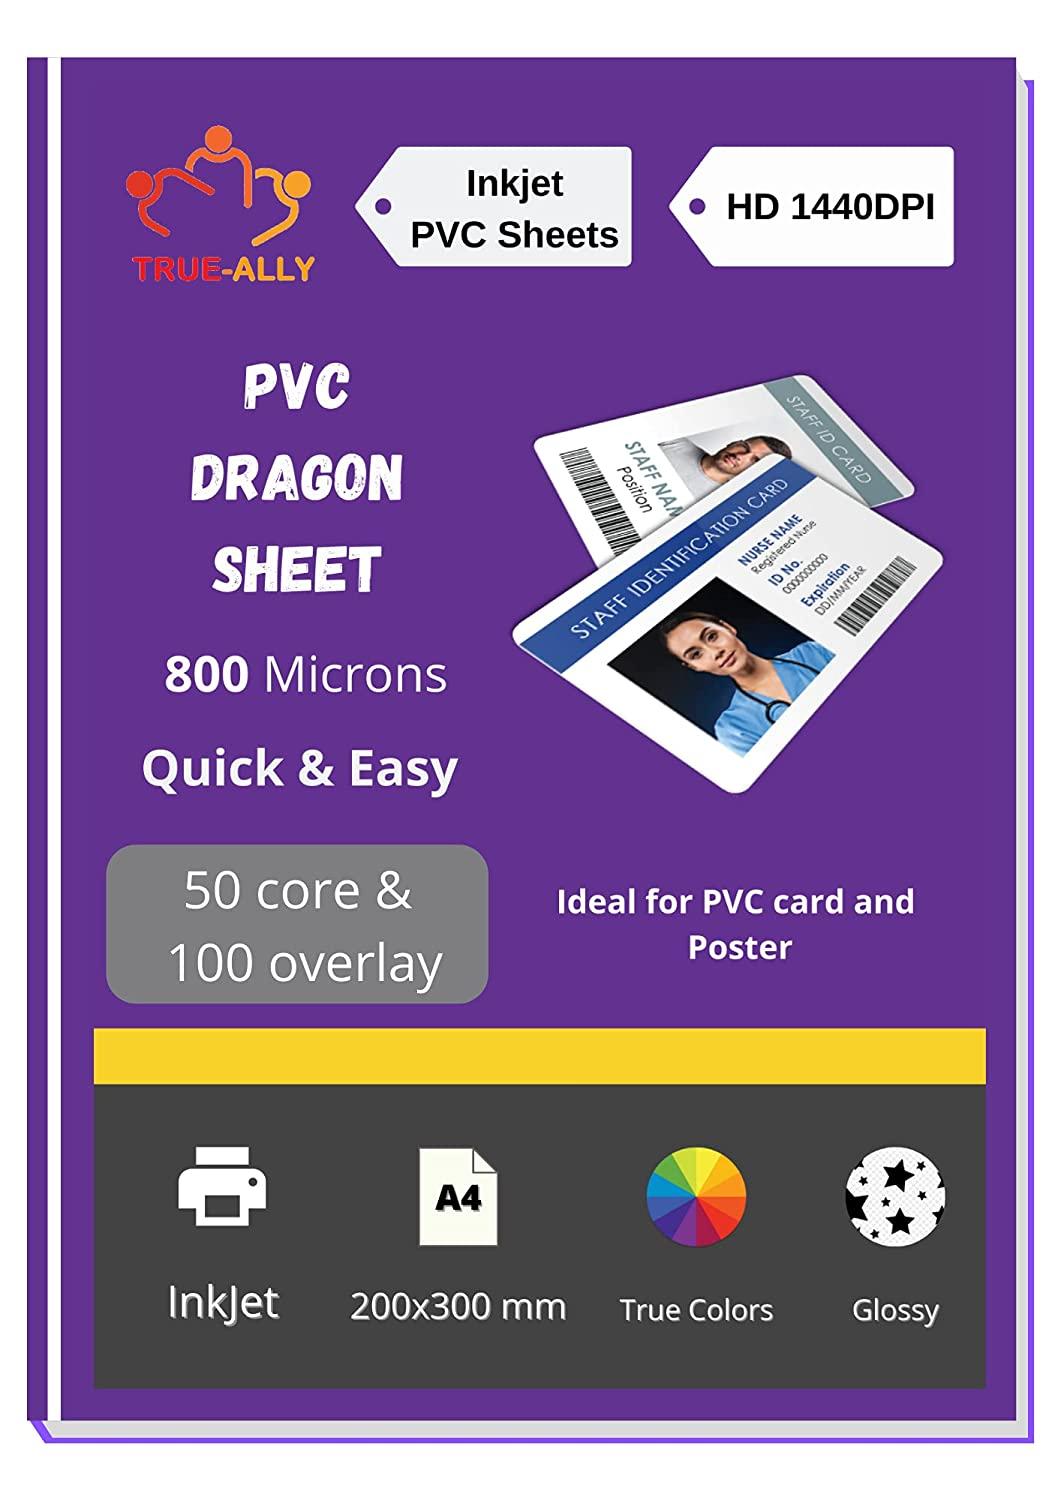 TRUE-ALLY
Inkjet
PVC Sheets
HD 1440DPI
PVC
DRAGON
SHEET
800 Microns
Quick & Easy
STAFF ID CARD
STAFF NAM
Position
STAFF IDENTIFICATION CARD
NURSE NAME
Registered Nurse
ID No.
0000000000
Expiration
DD/MM/YEAR
50 core &
100 overlay
Ideal for PVC card and
Poster
A4
InkJet
200x300 mm
True Colors
Glossy